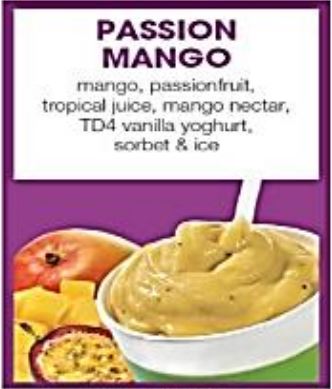 PASSION
MANGO
mango, passionfruit,
tropical juice, mango nectar,
TD4 vanilla yoghurt,
sorbet & ice